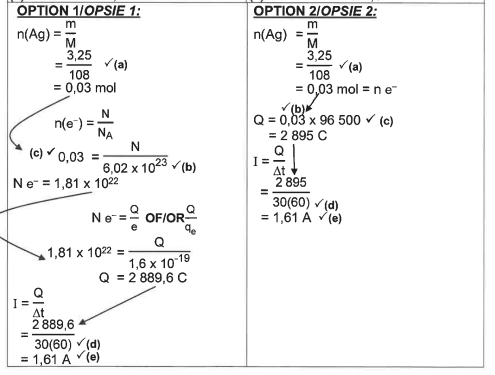 OPTION 1/OPSIE 1:
n(Ag) = m/M
= 3,25/108 ✓(a)
= 0,03 mol
n(e⁻) = N/N_A
(c) ✓ 0,03 = N/6,02 x 10²³ ✓(b)
N e⁻ = 1,81 x 10²²
N e⁻ = Q/e OF/OR Q/qₑ
1,81 x 10²² = Q/1,6 x 10⁻¹⁹
Q = 2 889,6 C
I = Q/Δt
= 2 889,6/30(60) ✓(d)
= 1,61 A ✓(e)
OPTION 2/OPSIE 2:
n(Ag) = m/M
= 3,25/108 ✓(a)
= 0,03 mol = n e⁻
✓(b)
Q = 0,03 x 96 500 ✓ (c)
= 2 895 C
I = Q/Δt
= 2 895/30(60) ✓(d)
= 1,61 A ✓(e)